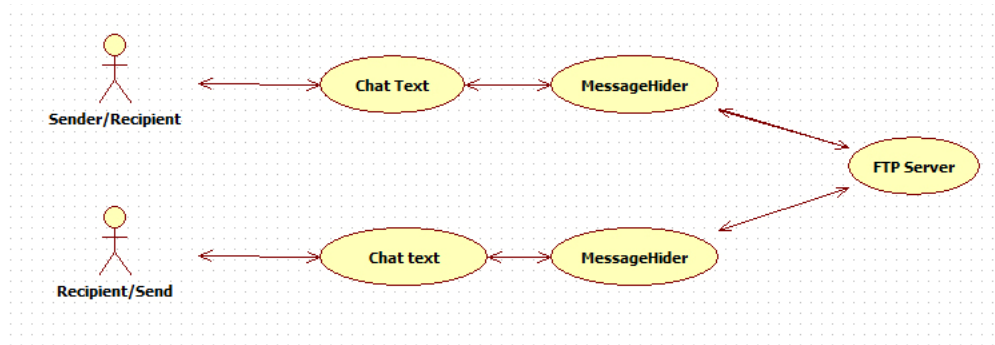 Chat Text
MessageHider
Sender/Recipient
FTP Server
Chat text
MessageHider
Recipient/Send